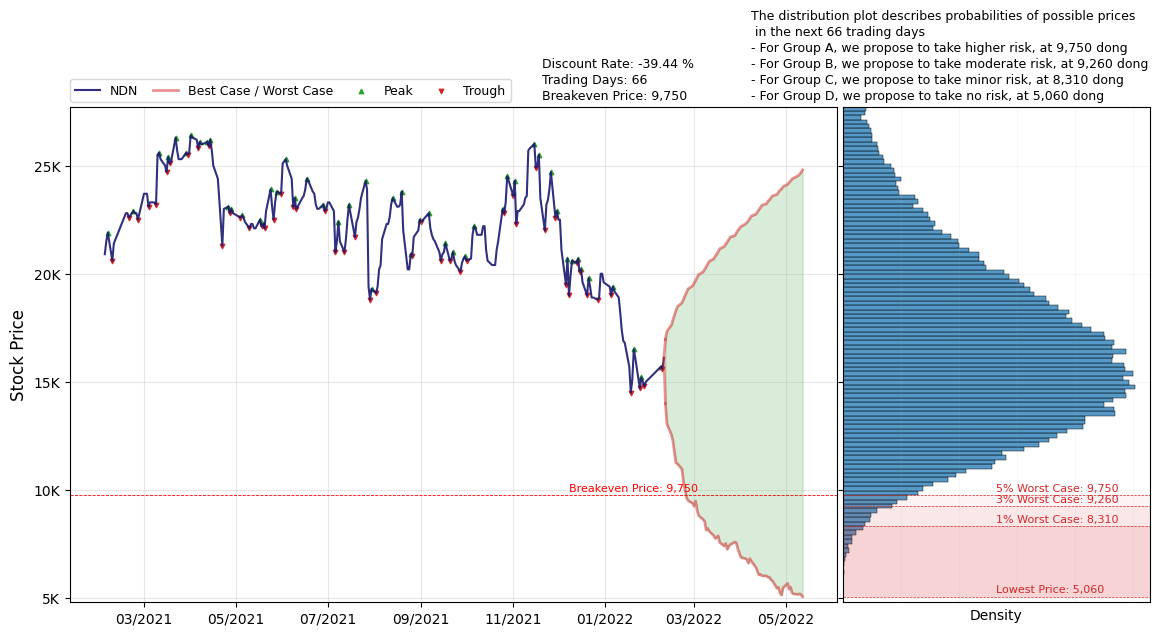 The distribution plot describes probabilities of possible prices
in the next 66 trading days
- For Group A, we propose to take higher risk, at 9,750 dong
- For Group B, we propose to take moderate risk, at 9,260 dong
- For Group C, we propose to take minor risk, at 8,310 dong
- For Group D, we propose to take no risk, at 5,060 dong
Discount Rate: -39.44 %
Trading Days: 66
Breakeven Price: 9,750
NDN
Best Case / Worst Case
Peak
Trough
Stock Price
25K
20K
15K
10K
5K
Breakeven Price: 9,750
03/2021
05/2021
07/2021
09/2021
11/2021
01/2022
03/2022
05/2022
5% Worst Case: 9,750
3% Worst Case: 9,260
1% Worst Case: 8,310
Lowest Price: 5,060
Density